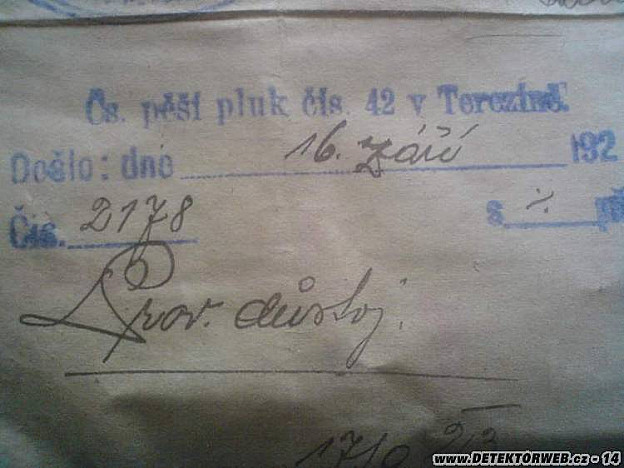 Čs. pěší pluk čís. 42 v Terezíně.
Došlo: dne 16. září 192
Čís. 2178 s ·/.
Prov. důstoj.
www.DETEKTORWEB.cz - 14